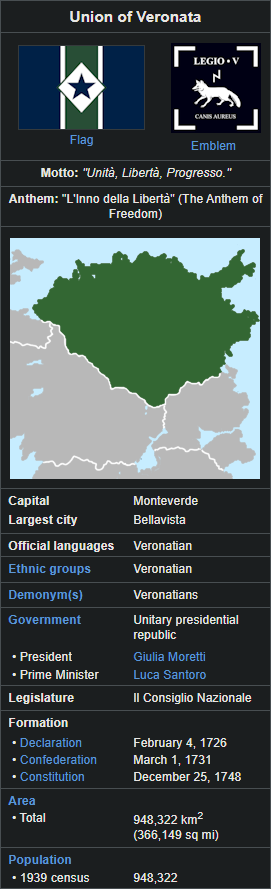 Union of Veronata
LEGIO • V
N
CANIS AUREUS
Flag
Emblem
Motto: "Unità, Libertà, Progresso."
Anthem: "L'Inno della Libertà" (The Anthem of
Freedom)
Capital Monteverde
Largest city Bellavista
Official languages Veronatian
Ethnic groups Veronatian
Demonym(s) Veronatians
Government Unitary presidential
republic
• President Giulia Moretti
• Prime Minister Luca Santoro
Legislature Il Consiglio Nazionale
Formation
• Declaration February 4, 1726
• Confederation March 1, 1731
• Constitution December 25, 1748
Area
• Total 948,322 km2
(366,149 sq mi)
Population
• 1939 census 948,322